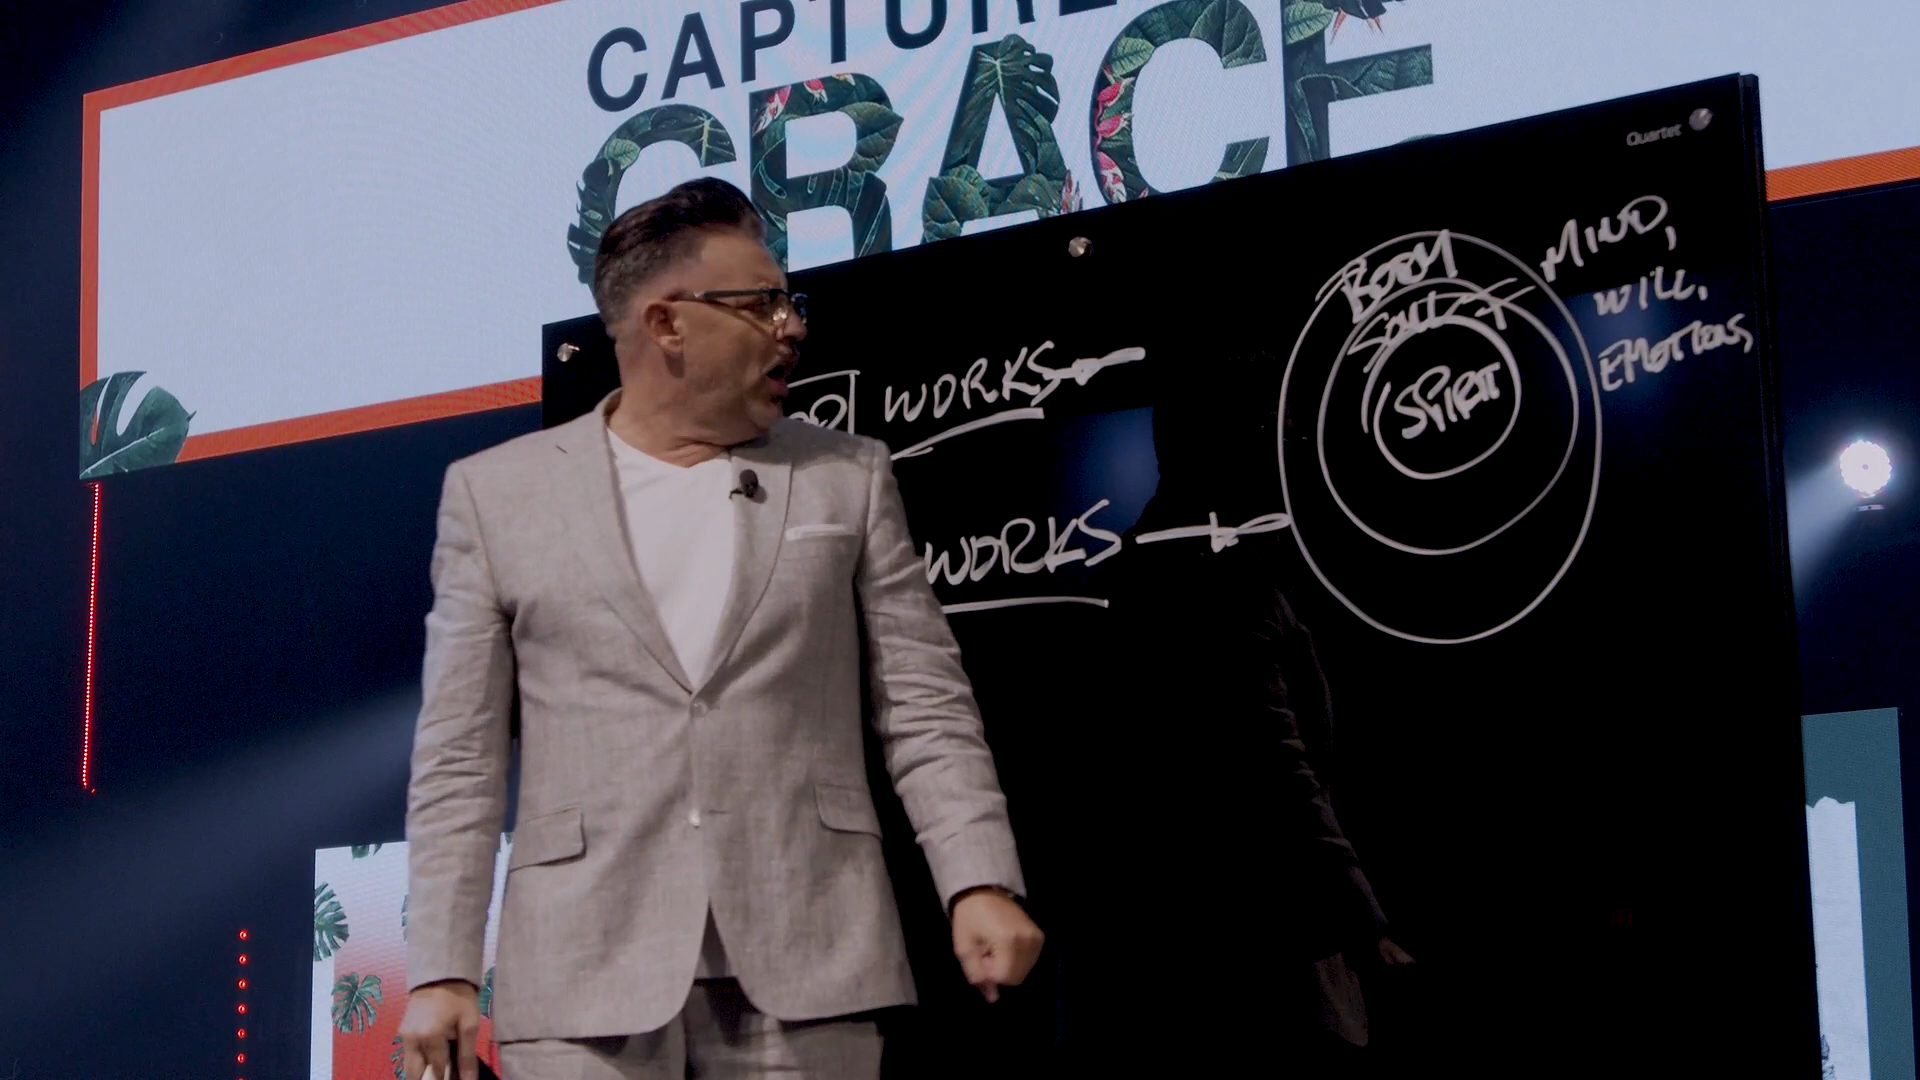 CAPTURE
GRACE
Quartet
WORKS
WORKS
BODY
SOUL
SPIRIT
MIND,
WILL,
EMOTIONS,